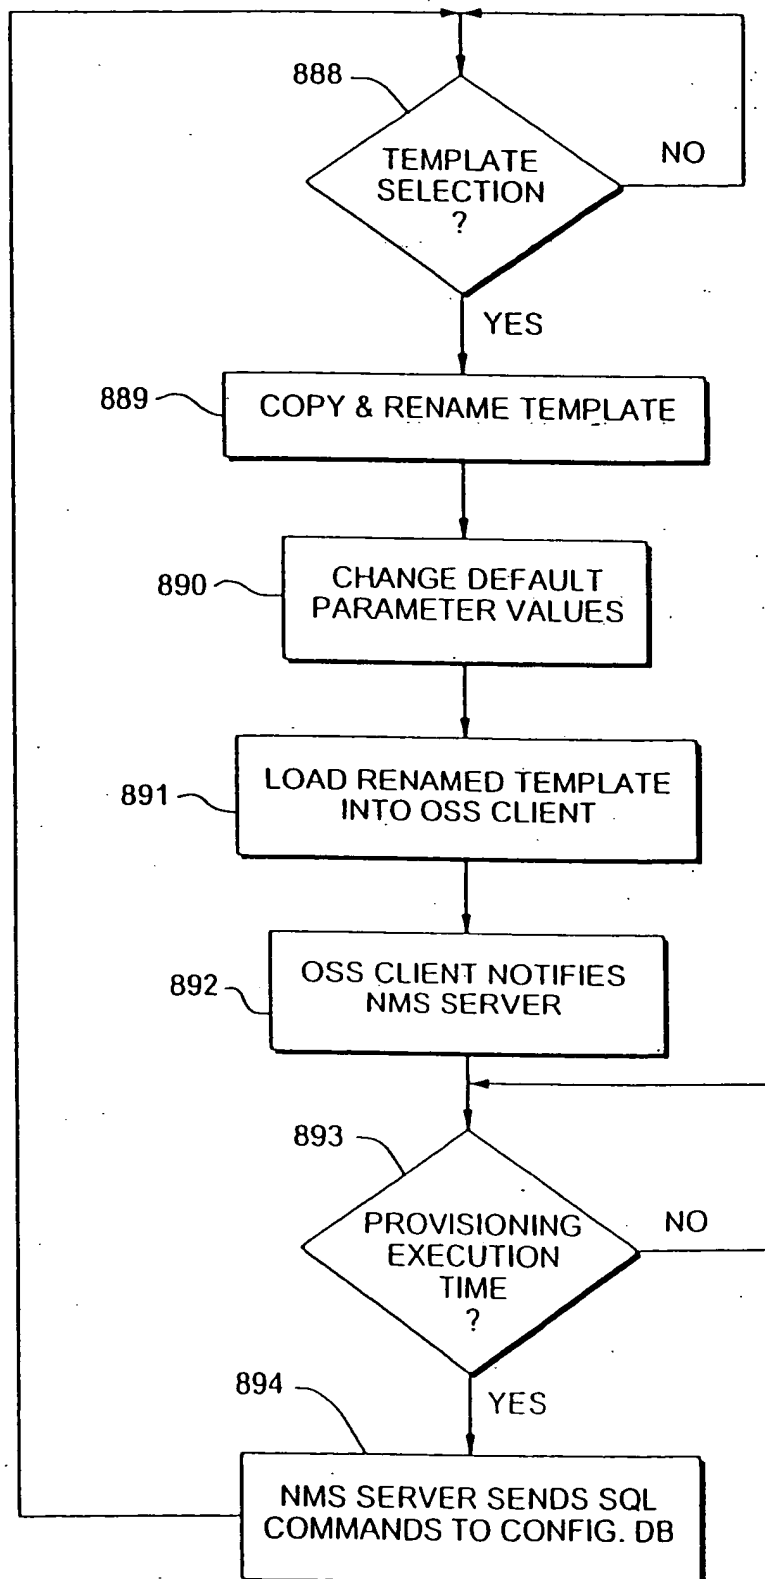 888
TEMPLATE
SELECTION
?
NO
YES
889
COPY & RENAME TEMPLATE
890
CHANGE DEFAULT
PARAMETER VALUES
891
LOAD RENAMED TEMPLATE
INTO OSS CLIENT
892
OSS CLIENT NOTIFIES
NMS SERVER
893
PROVISIONING
EXECUTION
TIME
?
NO
YES
894
NMS SERVER SENDS SQL
COMMANDS TO CONFIG. DB